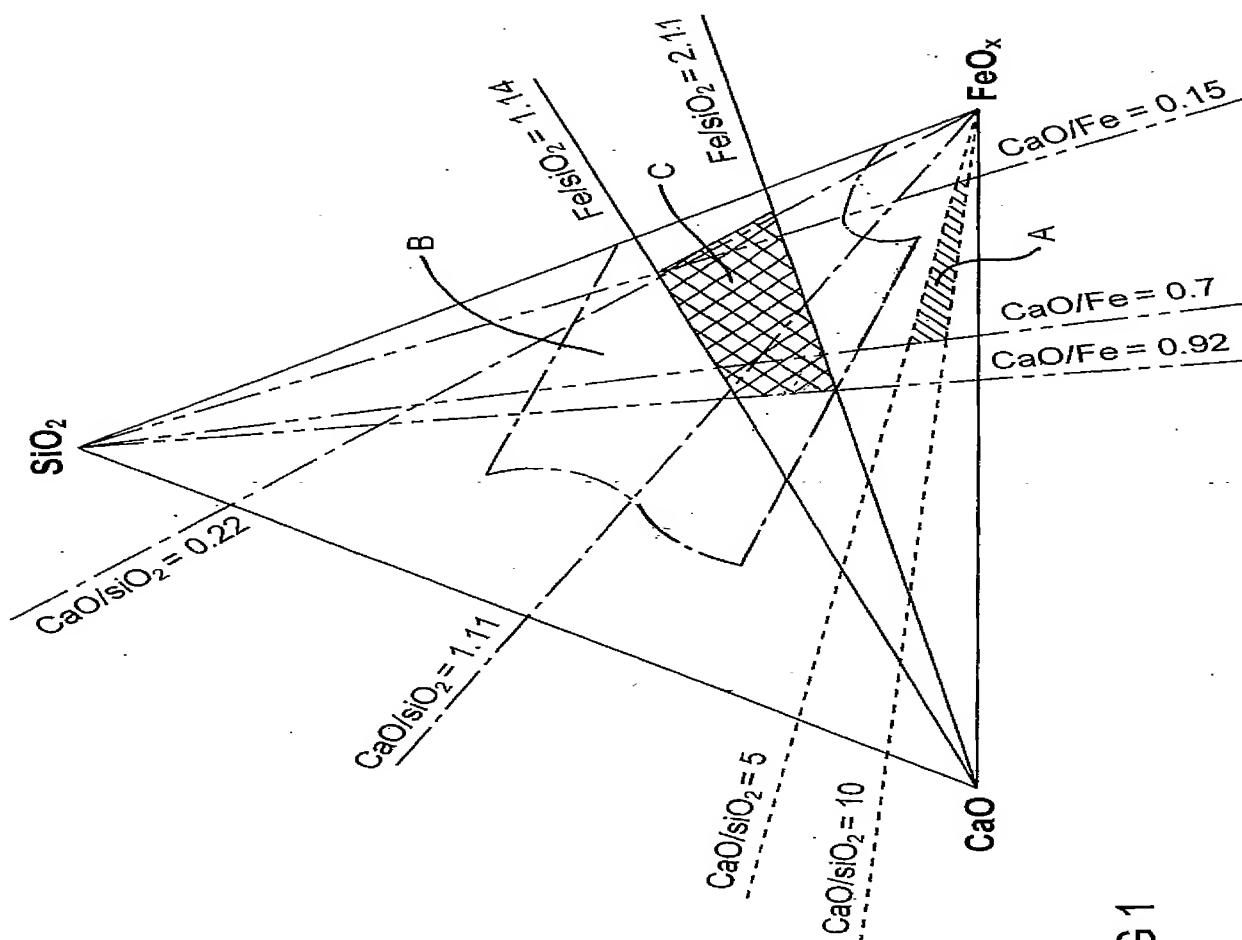 SiO₂
Fe/siO₂ = 1.14
Fe/siO₂ = 2.11
B
C
CaO/siO₂ = 0.22
CaO/siO₂ = 1.11
CaO/siO₂ = 5
CaO/siO₂ = 10
CaO
FeOₓ
CaO/Fe = 0.15
A
CaO/Fe = 0.7
CaO/Fe = 0.92
G 1